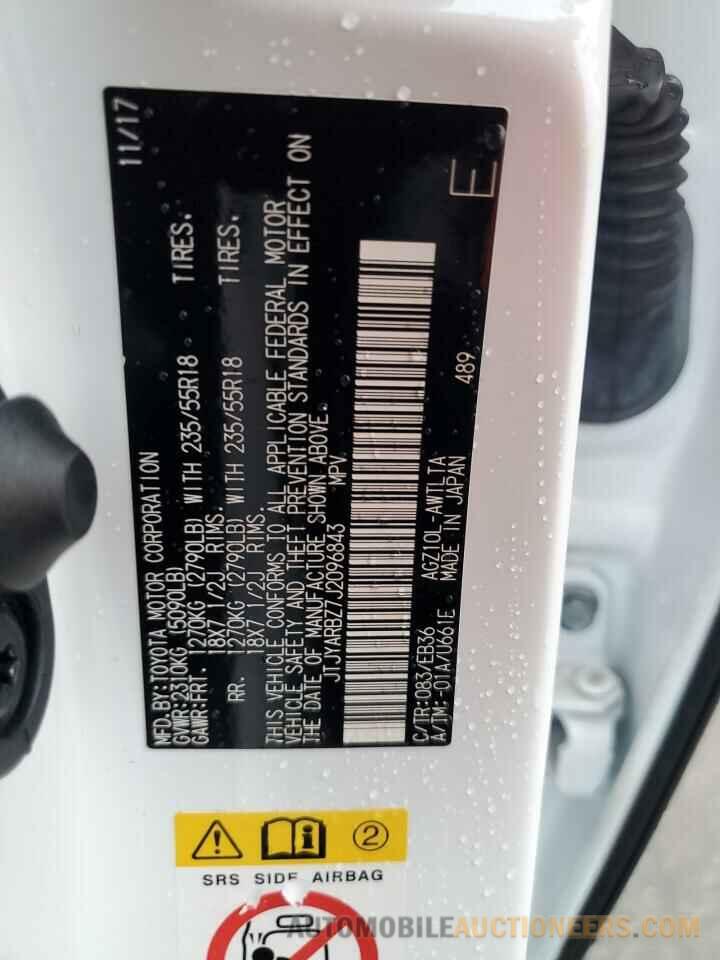 MFD.BY:TOYOTA MOTOR CORPORATION 11/17
GVWR:2310KG (5090LB)
GAWR:FRT. 1270KG (2790LB) WITH 235/55R18 TIRES.
18X7 1/2J RIMS.
RR. 1270KG (2790LB) WITH 235/55R18 TIRES.
18X7 1/2J RIMS.
THIS VEHICLE CONFORMS TO ALL APPLICABLE FEDERAL MOTOR
VEHICLE SAFETY AND THEFT PREVENTION STANDARDS IN EFFECT ON
THE DATE OF MANUFACTURE SHOWN ABOVE.
JTJYARBZ7J2096843 MPV
C/TR:083/EB36 AGZ10L-AWTLTA
A/TM:-01A/U661E MADE IN JAPAN 489
E
2
SRS SIDE AIRBAG
AUTOMOBILEAUCTIONEERS.COM